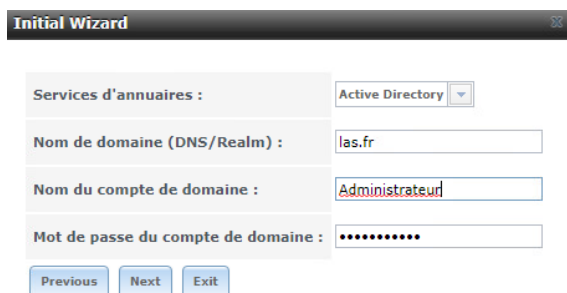 Initial Wizard
Services d'annuaires : Active Directory
Nom de domaine (DNS/Realm) : las.fr
Nom du compte de domaine : Administrateur
Mot de passe du compte de domaine : •••••••••••
Previous Next Exit